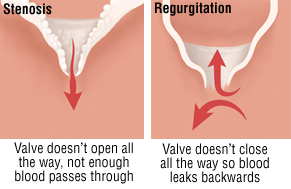 Stenosis
Valve doesn't open all
the way, not enough
blood passes through
Regurgitation
Valve doesn't close
all the way so blood
leaks backwards